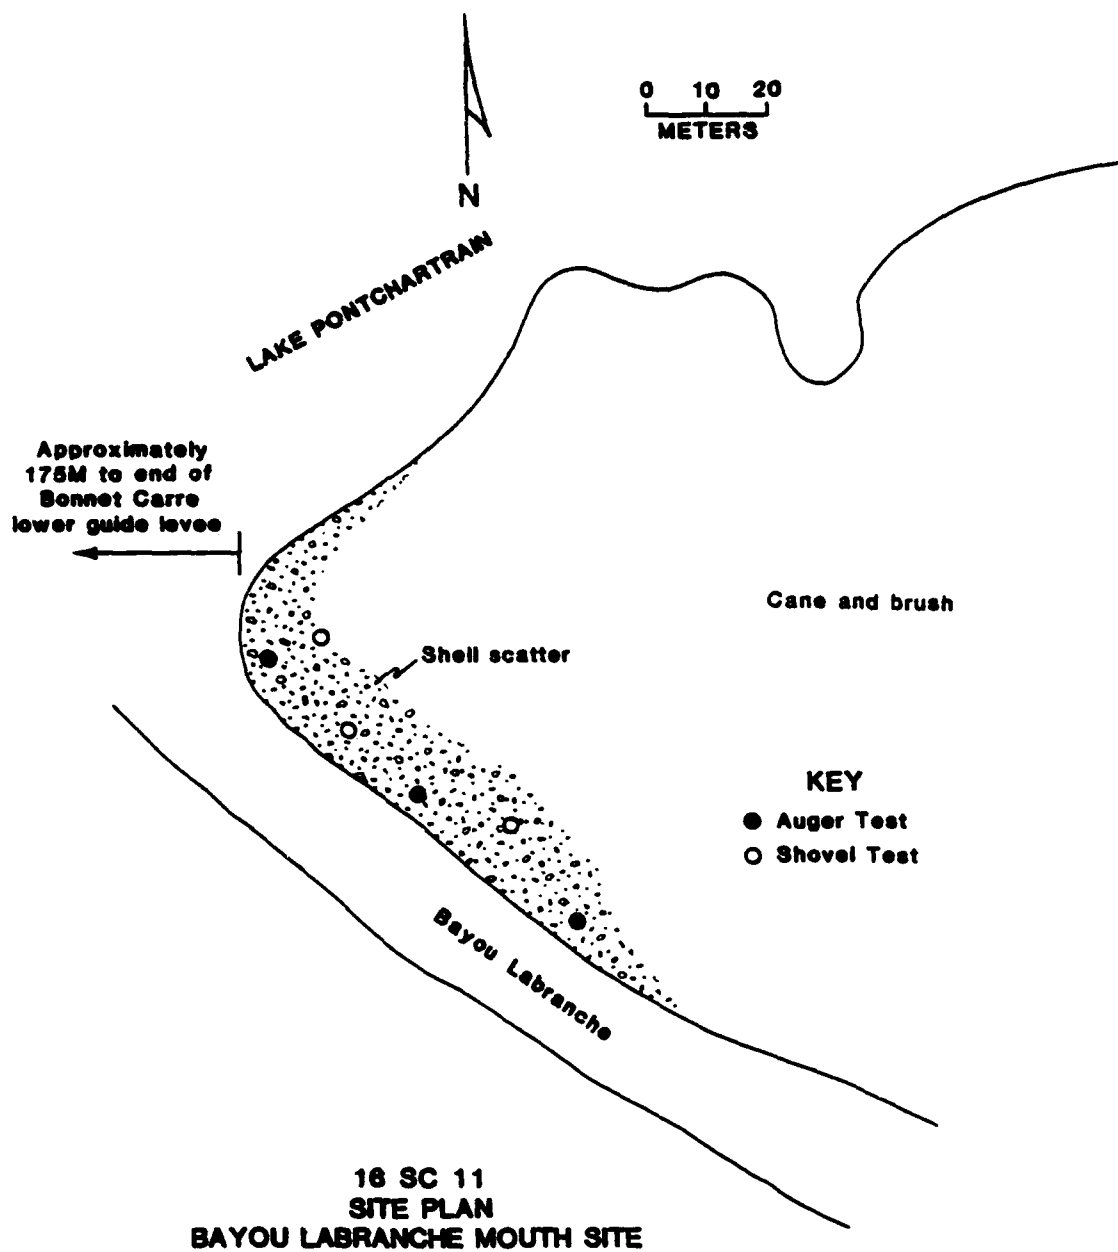 0 10 20
METERS
N
LAKE PONTCHARTRAIN
Approximately
175M to end of
Bonnet Carre
lower guide levee
Cane and brush
Shell scatter
KEY
Auger Test
Shovel Test
Bayou Labranche
16 SC 11
SITE PLAN
BAYOU LABRANCHE MOUTH SITE